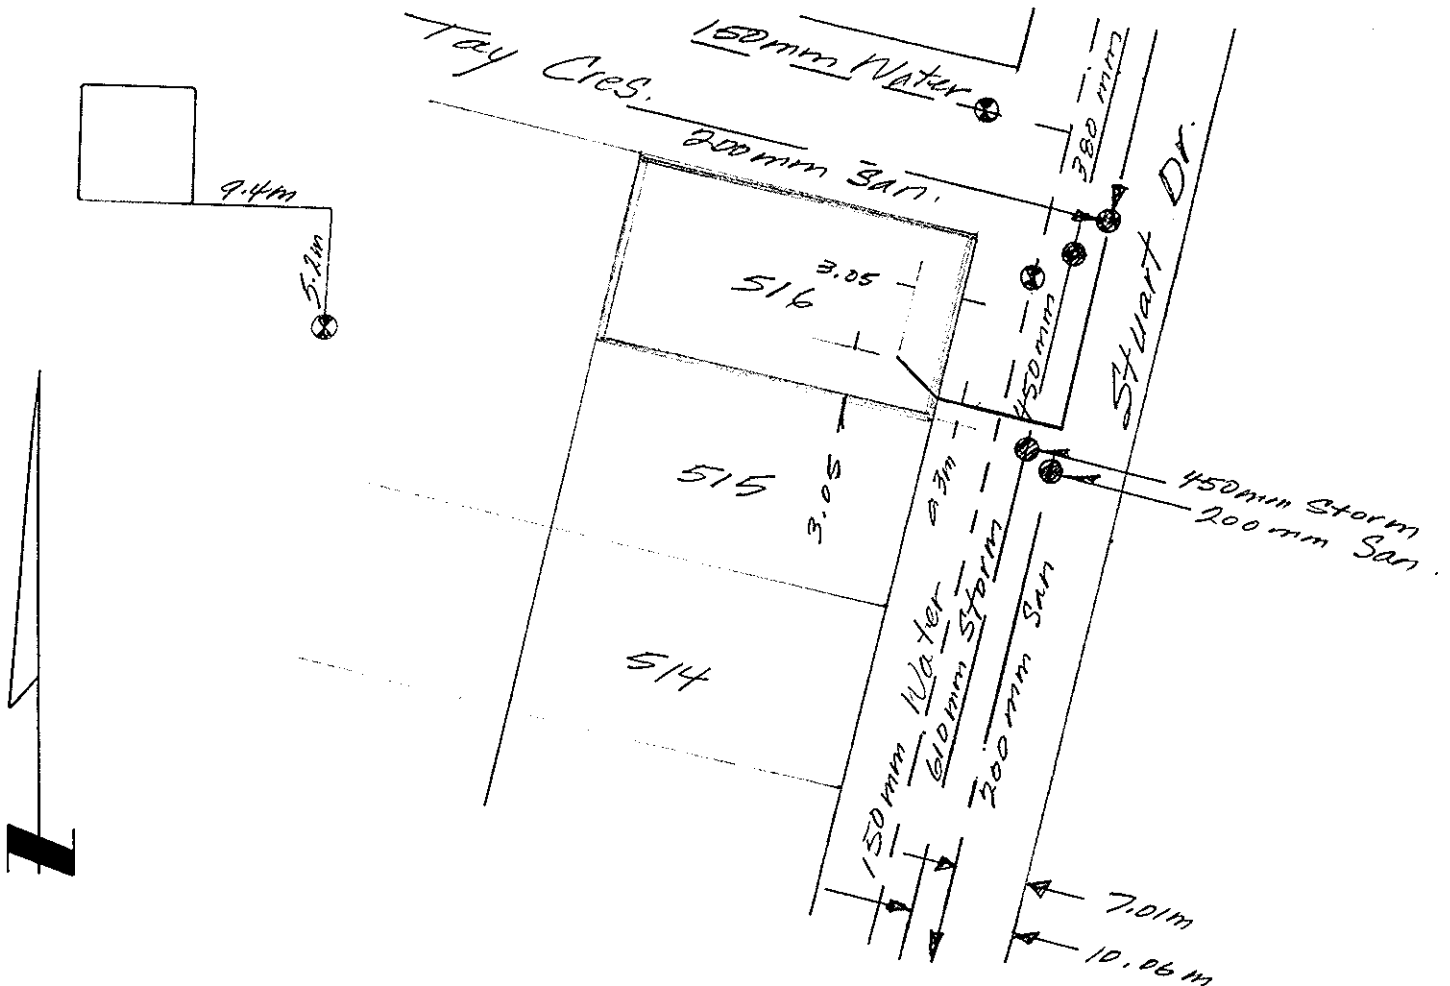 Tay Cres.
150mm Water
380 mm
200mm San.
Stuart Dr.
9.4m
5.2m
516
3.05
450mm
515
3.05
450mm Storm
200mm San.
514
150mm Water
610mm Storm
200mm San
7.01m
10.06m
N